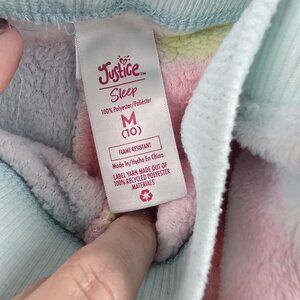 Justice™
Sleep
100% Polyester/Poliéster
M
(10)
FLAME RESISTANT
Made In/Hecho En China
LABEL YARN MADE OUT OF
100% RECYCLED POLYESTER
MATERIALS